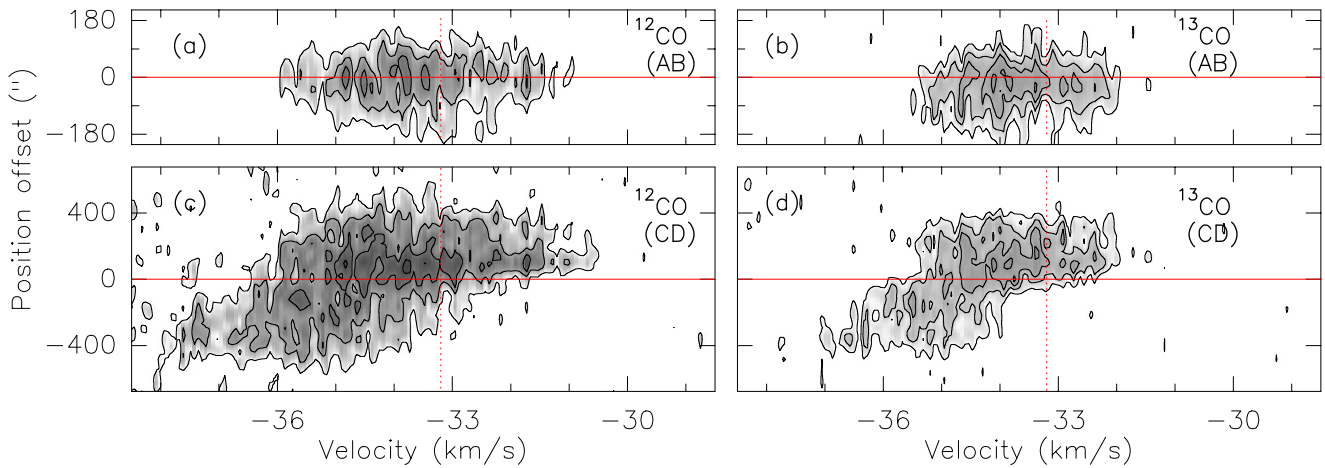 180
0
−180
(a)
¹²CO
(AB)
(b)
¹³CO
(AB)
Position offset ('')
400
0
−400
(c)
¹²CO
(CD)
(d)
¹³CO
(CD)
−36
−33
−30
−36
−33
−30
Velocity (km/s)
Velocity (km/s)